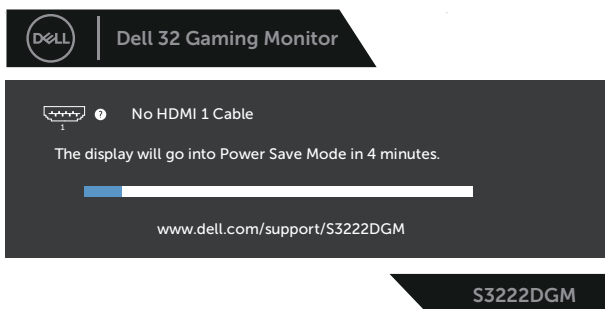 DELL
Dell 32 Gaming Monitor
? No HDMI 1 Cable
1
The display will go into Power Save Mode in 4 minutes.
www.dell.com/support/S3222DGM
S3222DGM